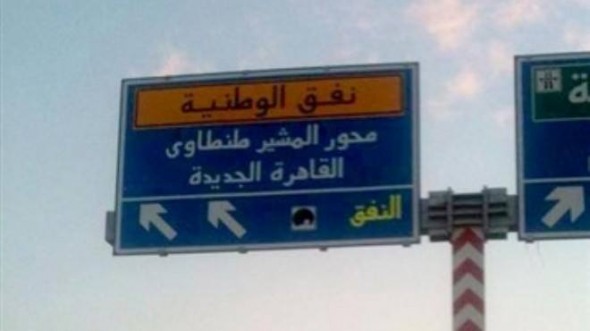 نفق الوطنية
محور المشير طنطاوى
القاهرة الجديدة
النفق